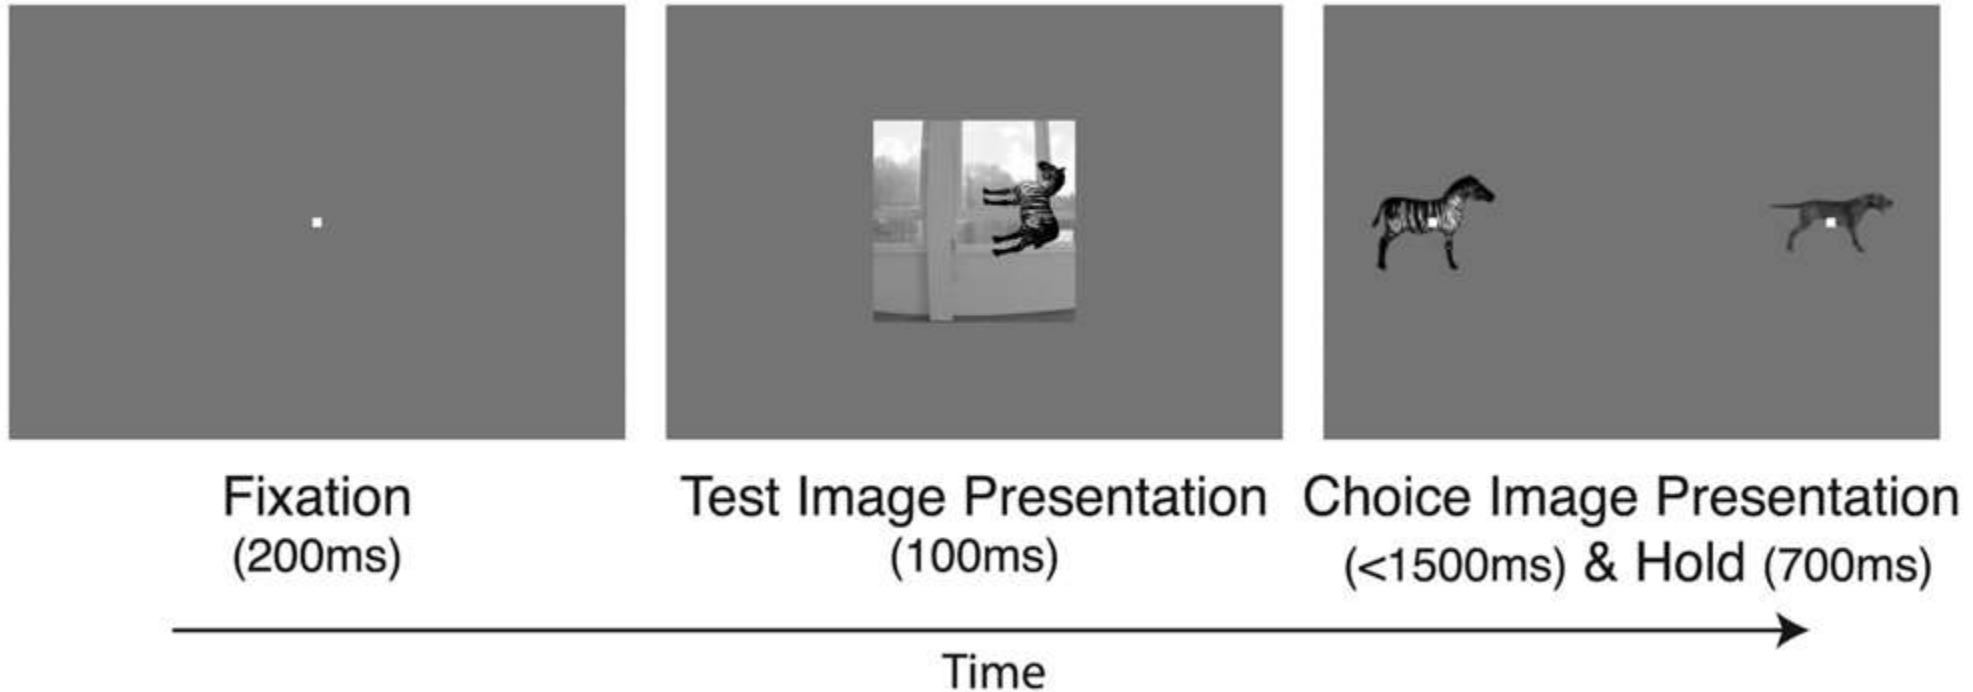 Fixation
(200ms)
Test Image Presentation
(100ms)
Choice Image Presentation
(<1500ms) & Hold (700ms)
Time